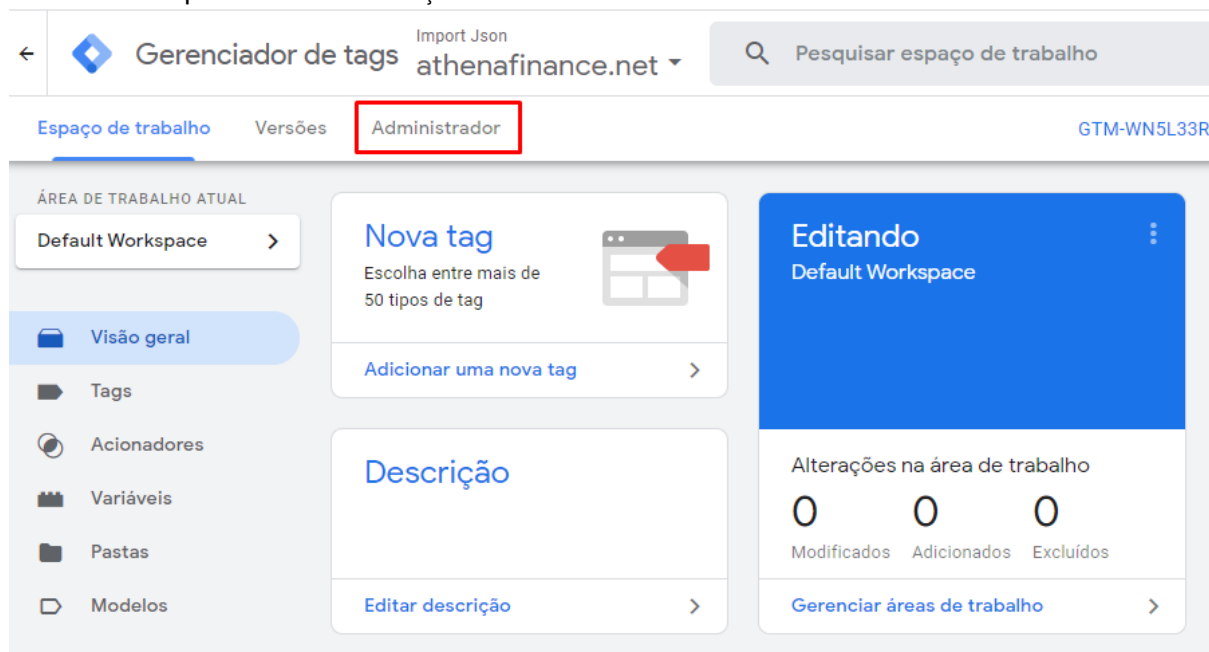 Import Json
Gerenciador de tags athenafinance.net
Pesquisar espaço de trabalho
Espaço de trabalho Versões Administrador GTM-WN5L33R
ÁREA DE TRABALHO ATUAL
Default Workspace
Visão geral
Tags
Acionadores
Variáveis
Pastas
Modelos
Nova tag
Escolha entre mais de
50 tipos de tag
Adicionar uma nova tag
Descrição
Editar descrição
Editando
Default Workspace
Alterações na área de trabalho
0 0 0
Modificados Adicionados Excluídos
Gerenciar áreas de trabalho